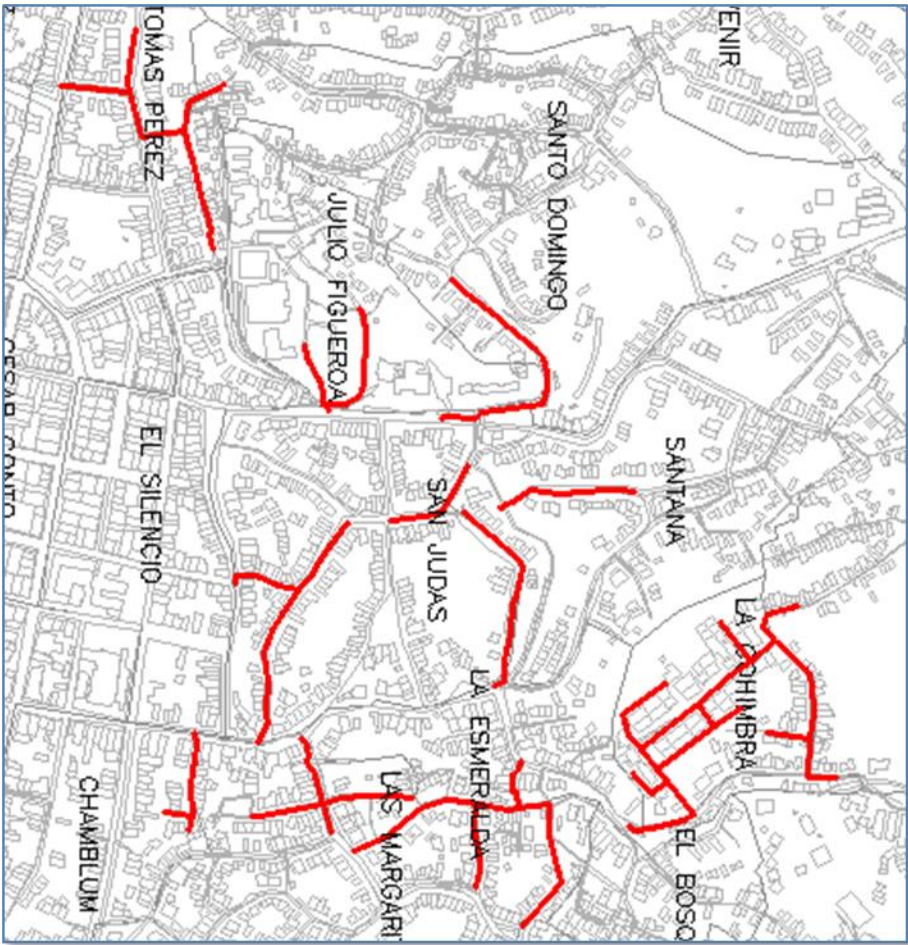 VENIR
TOMAS PEREZ
SANTO DOMINGO
JULIO FIGUEROA
EL SILENCIO
SAN JUDAS
SANTANA
LA COHIMBRA
LA ESMERALDA
LAS MARGARI
CHAMBLUM
EL BOSQ